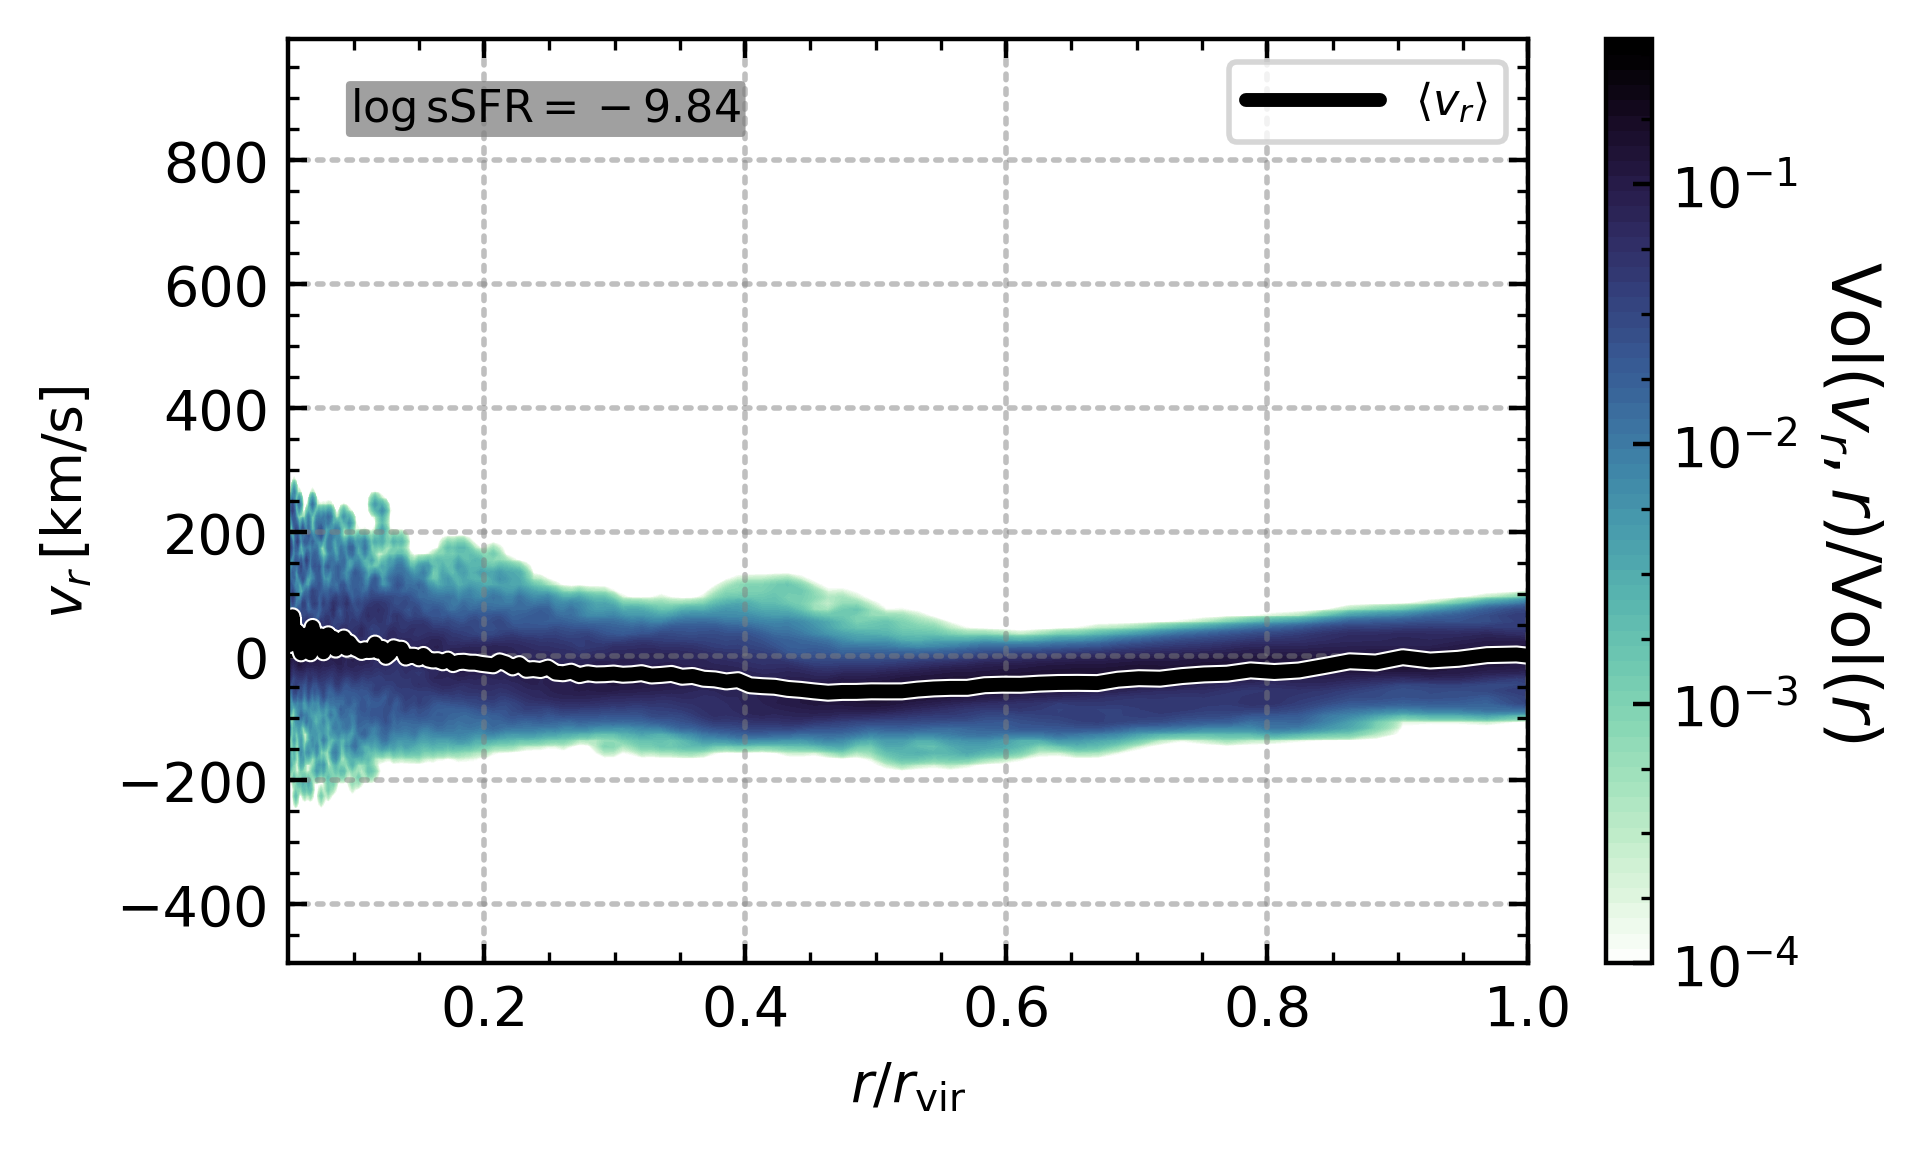 log sSFR = −9.84
⟨v_r⟩
800
600
400
200
0
−200
−400
v_r [km/s]
0.2 0.4 0.6 0.8 1.0
r/r_vir
10^−1
10^−2
10^−3
10^−4
Vol(v_r, r)/Vol(r)